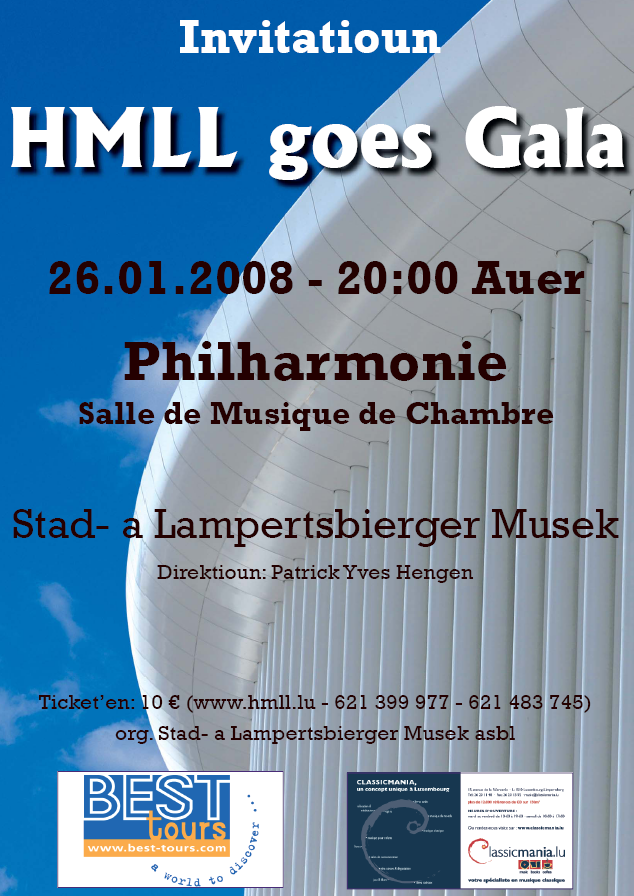 Invitatioun
HMLL goes Gala
26.01.2008 - 20:00 Auer
Philharmonie
Salle de Musique de Chambre
Stad- a Lampertsbierger Musek
Direktioun: Patrick Yves Hengen
Ticket'en: 10 € (www.hmll.lu - 621 399 977 - 621 483 745)
org. Stad- a Lampertsbierger Musek asbl
BEST
tours
www.best-tours.com
a world to discover ...
CLASSICMANIA,
un concept unique à Luxembourg
classicmania.lu
music books cafes
votre spécialiste en musique classique